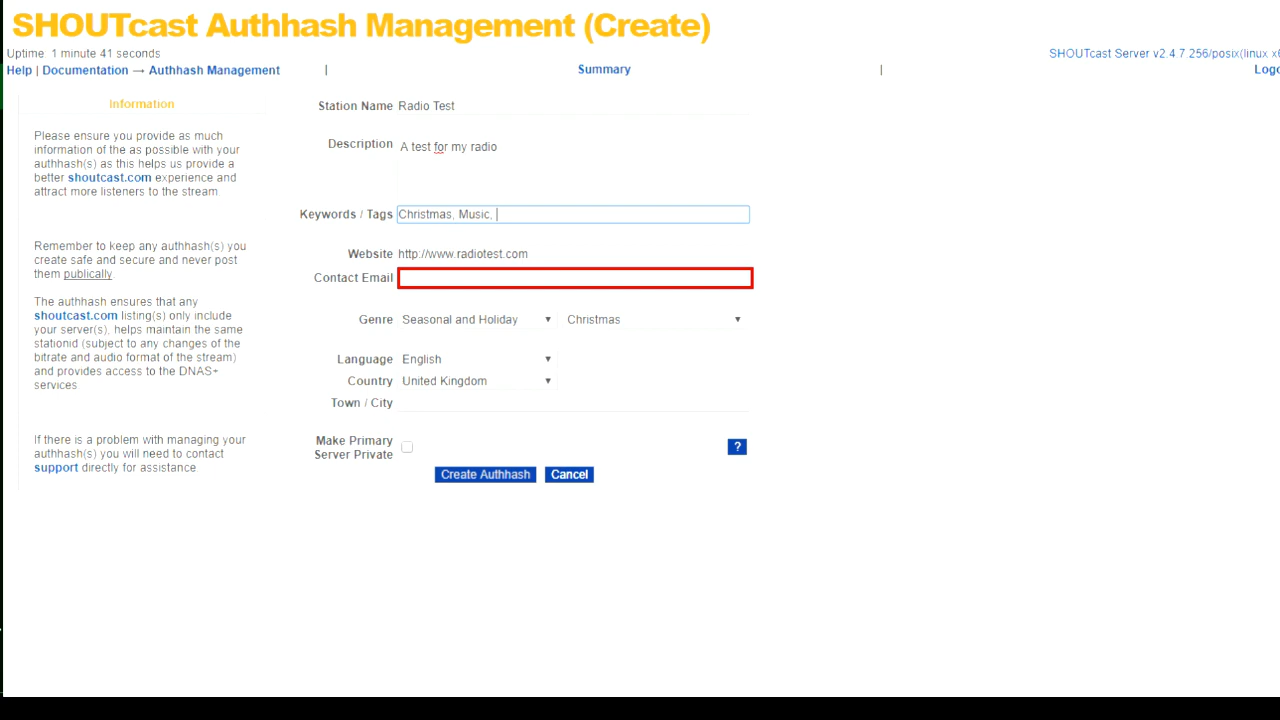 SHOUTcast Authhash Management (Create)
Uptime: 1 minute 41 seconds
SHOUTcast Server v2.4.7.256/posix(linux
Help | Documentation → Authhash Management | Summary |
Information
Please ensure you provide as much
information of the as possible with your
authhash(s) as this helps us provide a
better shoutcast.com experience and
attract more listeners to the stream.
Remember to keep any authhash(s) you
create safe and secure and never post
them publically.
The authhash ensures that any
shoutcast.com listing(s) only include
your server(s), helps maintain the same
stationid (subject to any changes of the
bitrate and audio format of the stream)
and provides access to the DNAS+
services.
If there is a problem with managing your
authhash(s) you will need to contact
support directly for assistance.
Station Name Radio Test
Description A test for my radio
Keywords / Tags Christmas, Music,
Website http://www.radiotest.com
Contact Email
Genre Seasonal and Holiday ▼ Christmas ▼
Language English ▼
Country United Kingdom ▼
Town / City
Make Primary
Server Private ?
Create Authhash Cancel